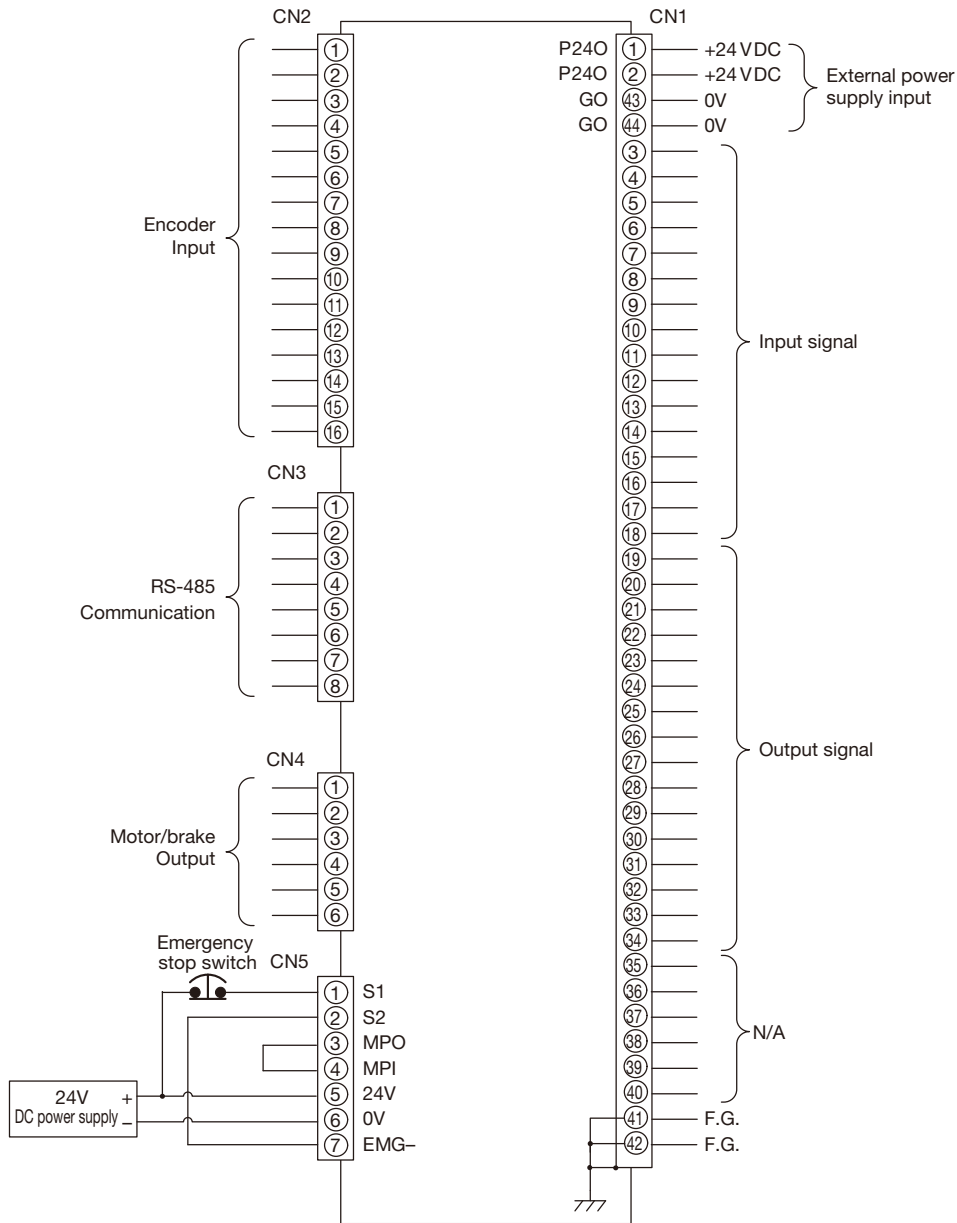 CN2
1
2
3
4
5
6
7
8
9
10
11
12
13
14
15
16
Encoder
Input
CN3
1
2
3
4
5
6
7
8
RS-485
Communication
CN4
1
2
3
4
5
6
Motor/brake
Output
Emergency
stop switch
CN5
1 S1
2 S2
3 MPO
4 MPI
5 24V
6 0V
7 EMG–
24V +
DC power supply –
CN1
P24O 1 +24 VDC
P24O 2 +24 VDC
GO 43 0V
GO 44 0V
External power
supply input
3
4
5
6
7
8
9
10
11
12
13
14
15
16
17
18
Input signal
19
20
21
22
23
24
25
26
27
28
29
30
31
32
33
34
Output signal
35
36
37
38
39
40
N/A
41 F.G.
42 F.G.